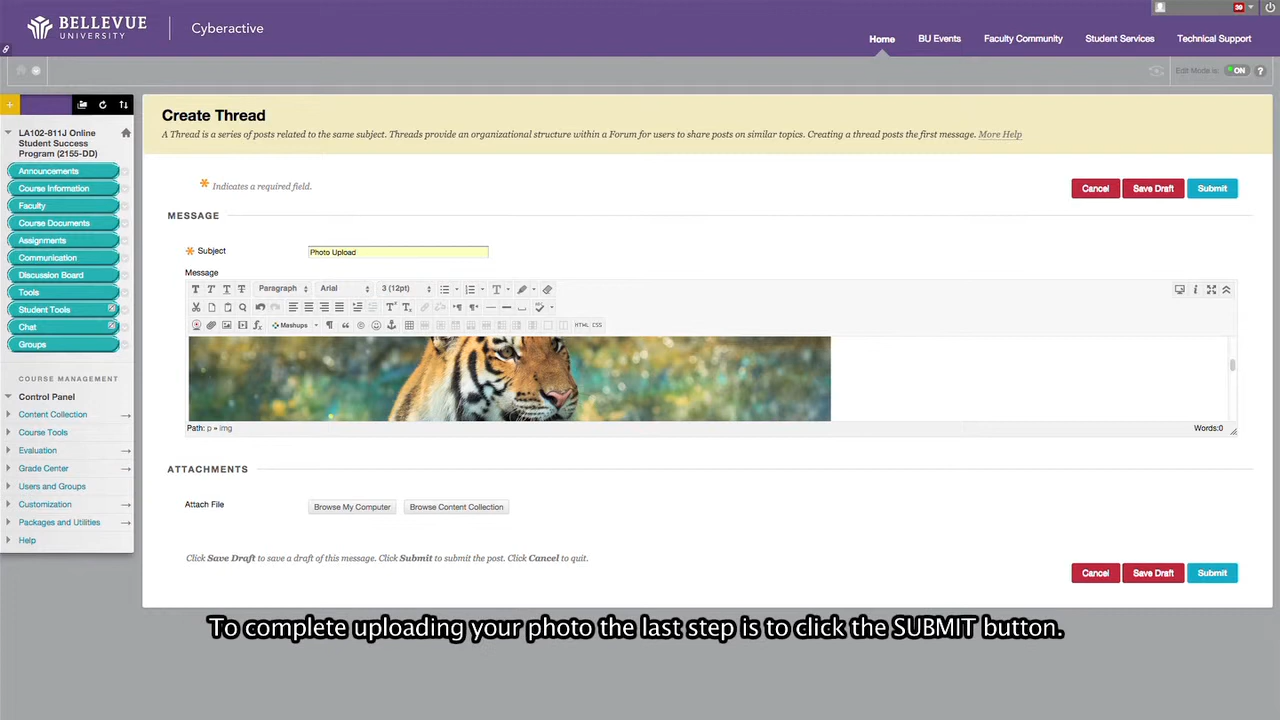 BELLEVUE
UNIVERSITY
Cyberactive
39
Home
BU Events
Faculty Community
Student Services
Technical Support
Edit Mode is:
ON
?
Create Thread
A Thread is a series of posts related to the same subject. Threads provide an organizational structure within a Forum for users to share posts on similar topics. Creating a thread posts the first message. More Help
LA102-811J Online
Student Success
Program (2155-DD)
Announcements
Course Information
Faculty
Course Documents
Assignments
Communication
Discussion Board
Tools
Student Tools
Chat
Groups
COURSE MANAGEMENT
Control Panel
Content Collection
Course Tools
Evaluation
Grade Center
Users and Groups
Customization
Packages and Utilities
Help
* Indicates a required field.
Cancel
Save Draft
Submit
MESSAGE
* Subject
Photo Upload
Message
T T T T
Paragraph
Arial
3 (12pt)
Mashups
HTML CSS
Path: p » img
Words:0
ATTACHMENTS
Attach File
Browse My Computer
Browse Content Collection
Click Save Draft to save a draft of this message. Click Submit to submit the post. Click Cancel to quit.
Cancel
Save Draft
Submit
To complete uploading your photo the last step is to click the SUBMIT button.